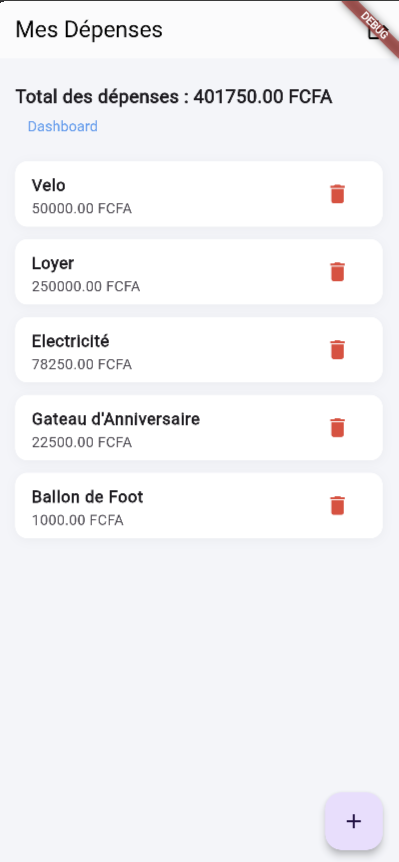 Mes Dépenses
DEBUG
Total des dépenses : 401750.00 FCFA
Dashboard
Velo
50000.00 FCFA
Loyer
250000.00 FCFA
Electricité
78250.00 FCFA
Gateau d'Anniversaire
22500.00 FCFA
Ballon de Foot
1000.00 FCFA
+